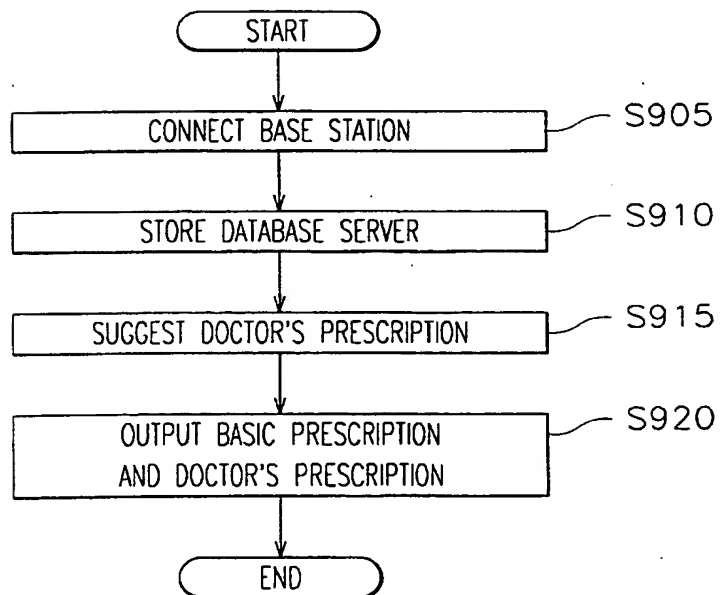 START
CONNECT BASE STATION
S905
STORE DATABASE SERVER
S910
SUGGEST DOCTOR'S PRESCRIPTION
S915
OUTPUT BASIC PRESCRIPTION
AND DOCTOR'S PRESCRIPTION
S920
END